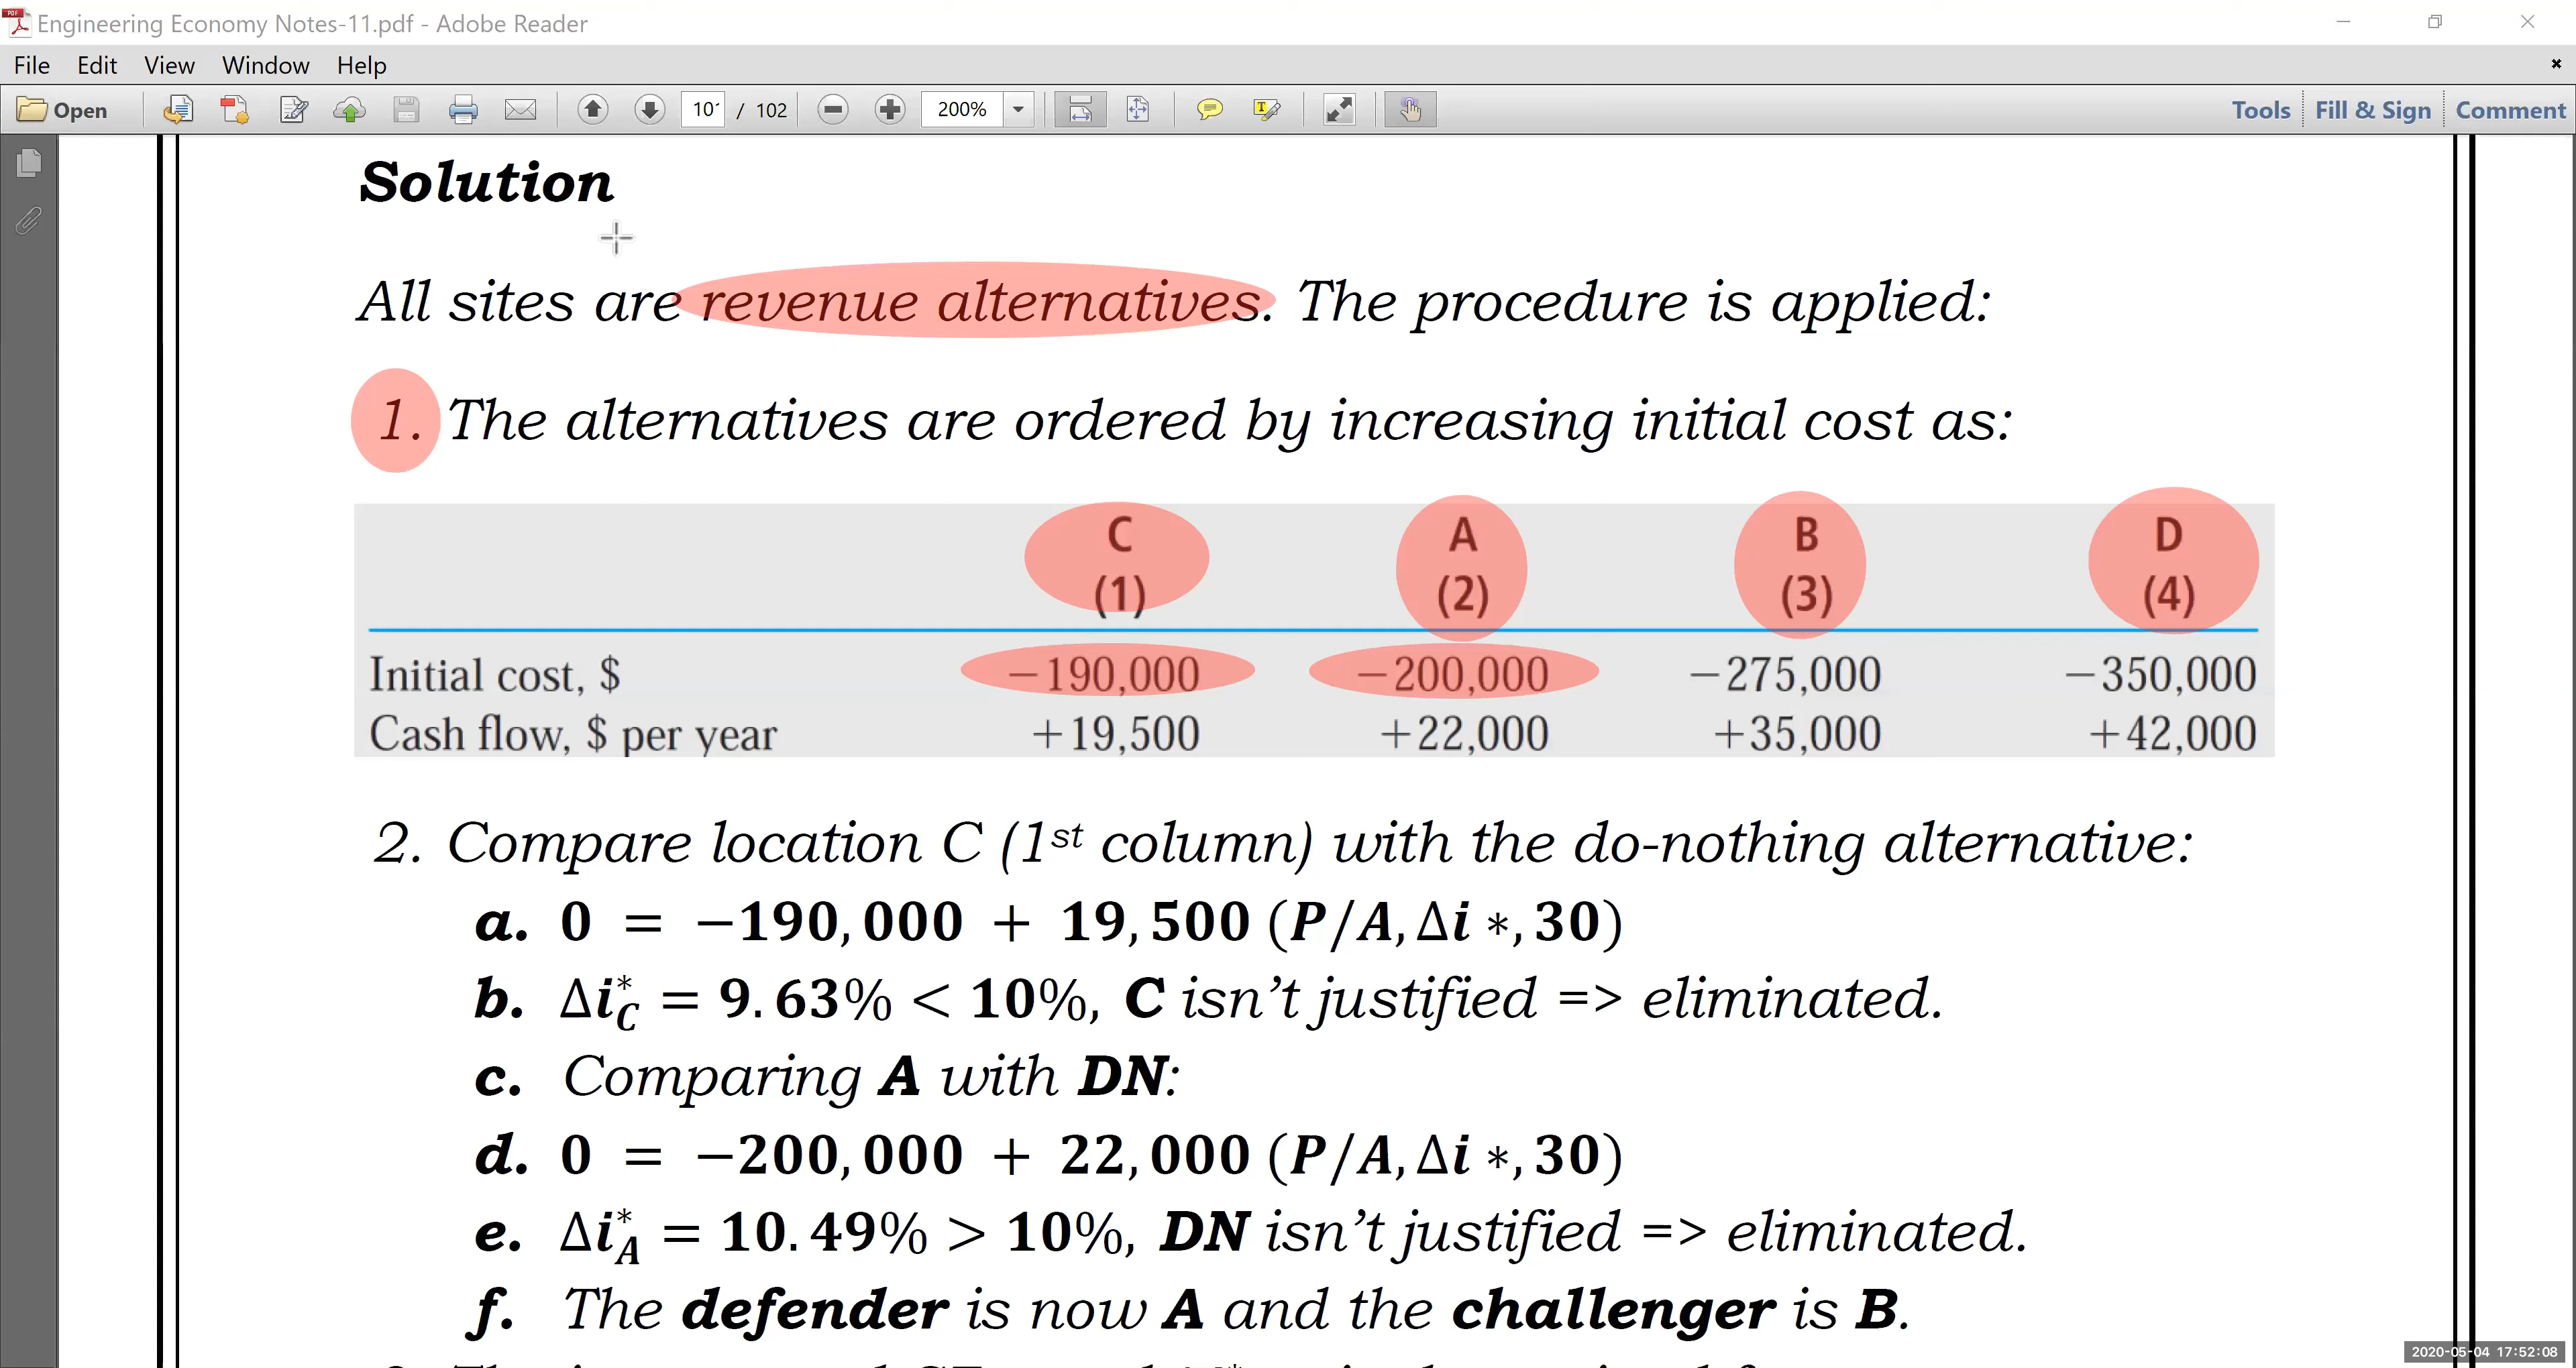 Engineering Economy Notes-11.pdf - Adobe Reader
File Edit View Window Help
Open 10 / 102 200% Tools Fill & Sign Comment
Solution
All sites are revenue alternatives. The procedure is applied:
1. The alternatives are ordered by increasing initial cost as:
C A B D
(1) (2) (3) (4)
Initial cost, $ −190,000 −200,000 −275,000 −350,000
Cash flow, $ per year +19,500 +22,000 +35,000 +42,000
2. Compare location C (1st column) with the do-nothing alternative:
a. 0 = −190,000 + 19,500 (P/A, Δi *, 30)
b. Δi*C = 9.63% < 10%, C isn't justified => eliminated.
c. Comparing A with DN:
d. 0 = −200,000 + 22,000 (P/A, Δi *, 30)
e. Δi*A = 10.49% > 10%, DN isn't justified => eliminated.
f. The defender is now A and the challenger is B.
2020-05-04 17:52:08